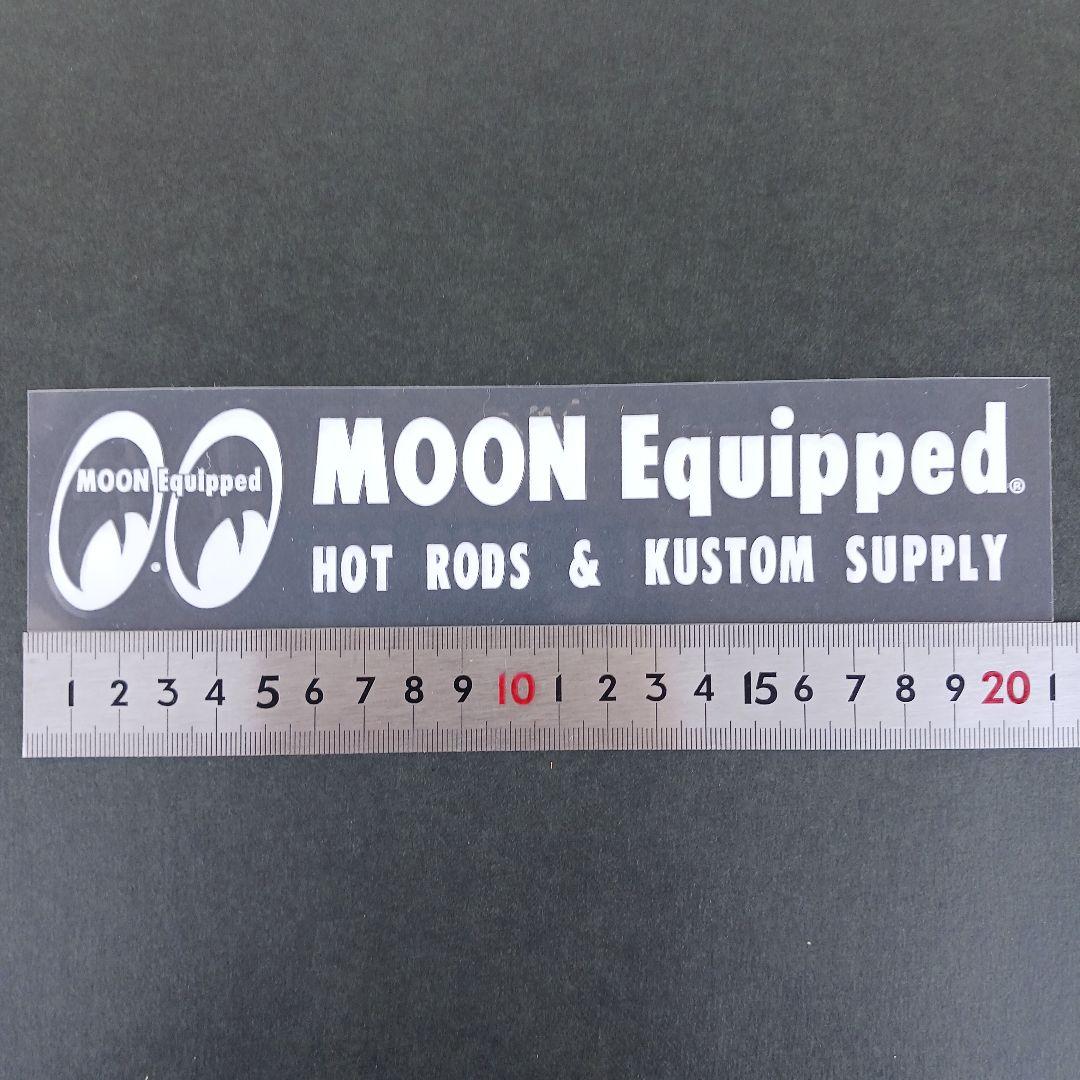 MOON Equipped
MOON Equipped®
HOT RODS & KUSTOM SUPPLY
1 2 3 4 5 6 7 8 9 10 1 2 3 4 15 6 7 8 9 20 1